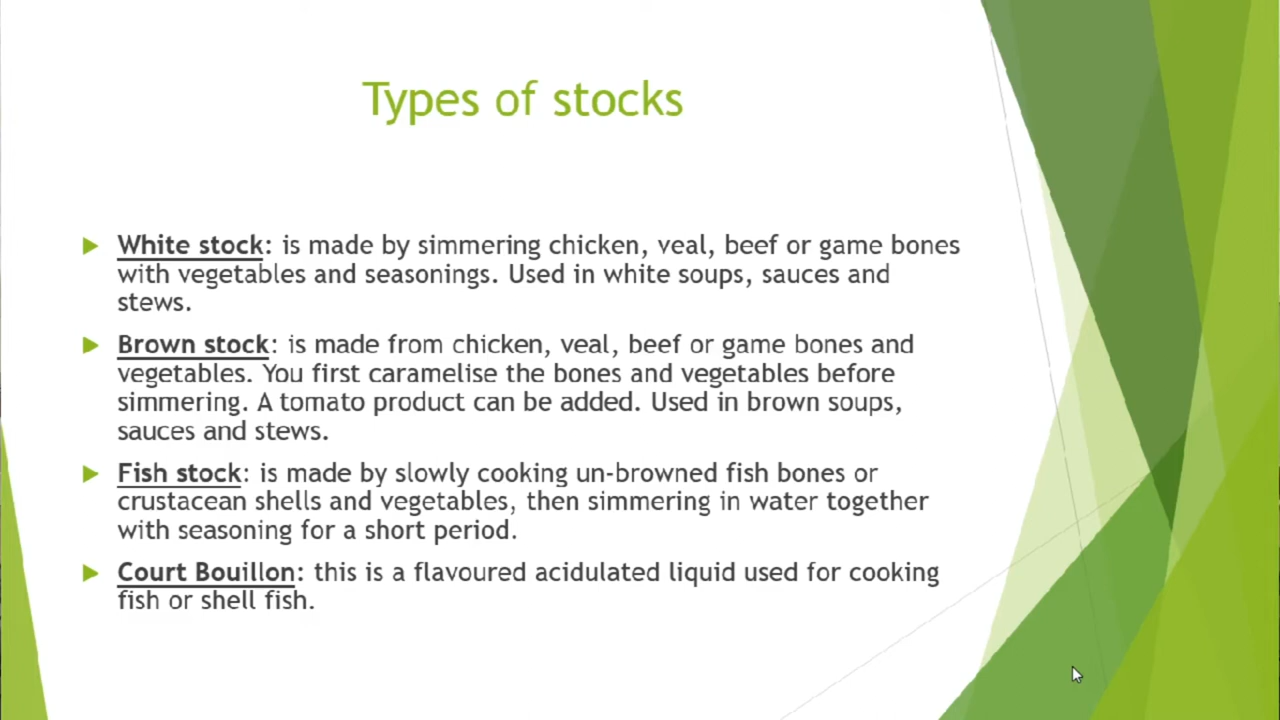 Types of stocks
White stock: is made by simmering chicken, veal, beef or game bones
with vegetables and seasonings. Used in white soups, sauces and
stews.
Brown stock: is made from chicken, veal, beef or game bones and
vegetables. You first caramelise the bones and vegetables before
simmering. A tomato product can be added. Used in brown soups,
sauces and stews.
Fish stock: is made by slowly cooking un-browned fish bones or
crustacean shells and vegetables, then simmering in water together
with seasoning for a short period.
Court Bouillon: this is a flavoured acidulated liquid used for cooking
fish or shell fish.